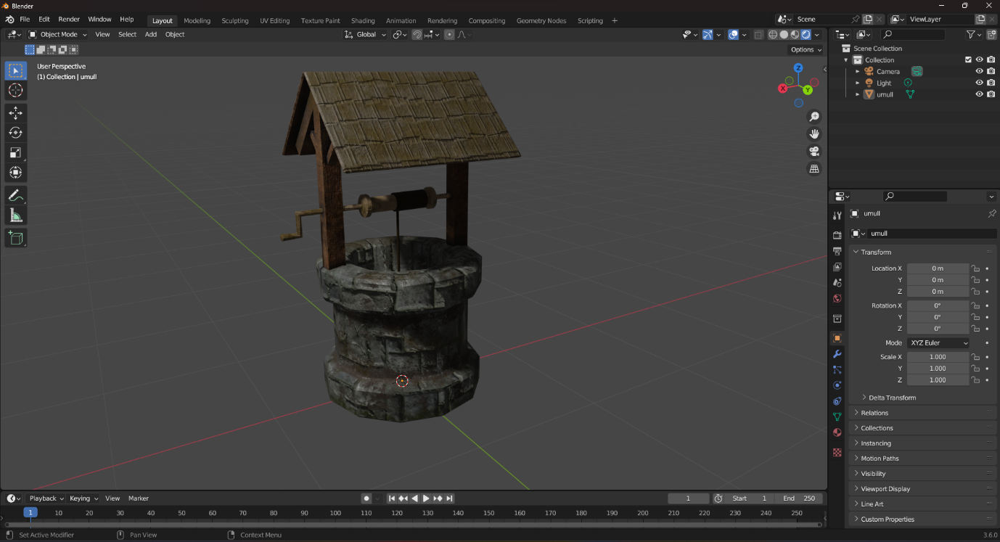 Blender
File Edit Render Window Help Layout Modeling Sculpting UV Editing Texture Paint Shading Animation Rendering Compositing Geometry Nodes Scripting + Scene ViewLayer
Object Mode View Select Add Object Global
Options
User Perspective
(1) Collection | umull
Z
X
Y
Scene Collection
Collection
Camera
Light
umull
umull
umull
Transform
Location X 0 m
Y 0 m
Z 0 m
Rotation X 0°
Y 0°
Z 0°
Mode XYZ Euler
Scale X 1.000
Y 1.000
Z 1.000
Delta Transform
Relations
Collections
Instancing
Motion Paths
Visibility
Viewport Display
Line Art
Custom Properties
Playback Keying View Marker 1 Start 1 End 250
1 10 20 30 40 50 60 70 80 90 100 110 120 130 140 150 160 170 180 190 200 210 220 230 240 250
Set Active Modifier Pan View Context Menu 3.6.0